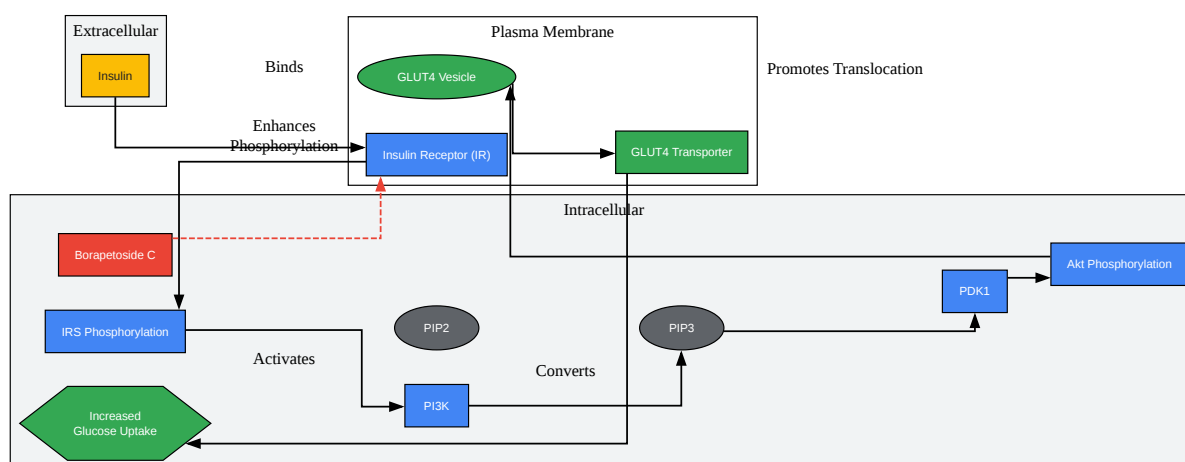 Extracellular
Plasma Membrane
Insulin
Binds
GLUT4 Vesicle
Promotes Translocation
Enhances
Phosphorylation
Insulin Receptor (IR)
GLUT4 Transporter
Intracellular
Borapetoside C
Akt Phosphorylation
PDK1
IRS Phosphorylation
PIP2
PIP3
Activates
Converts
PI3K
Increased
Glucose Uptake